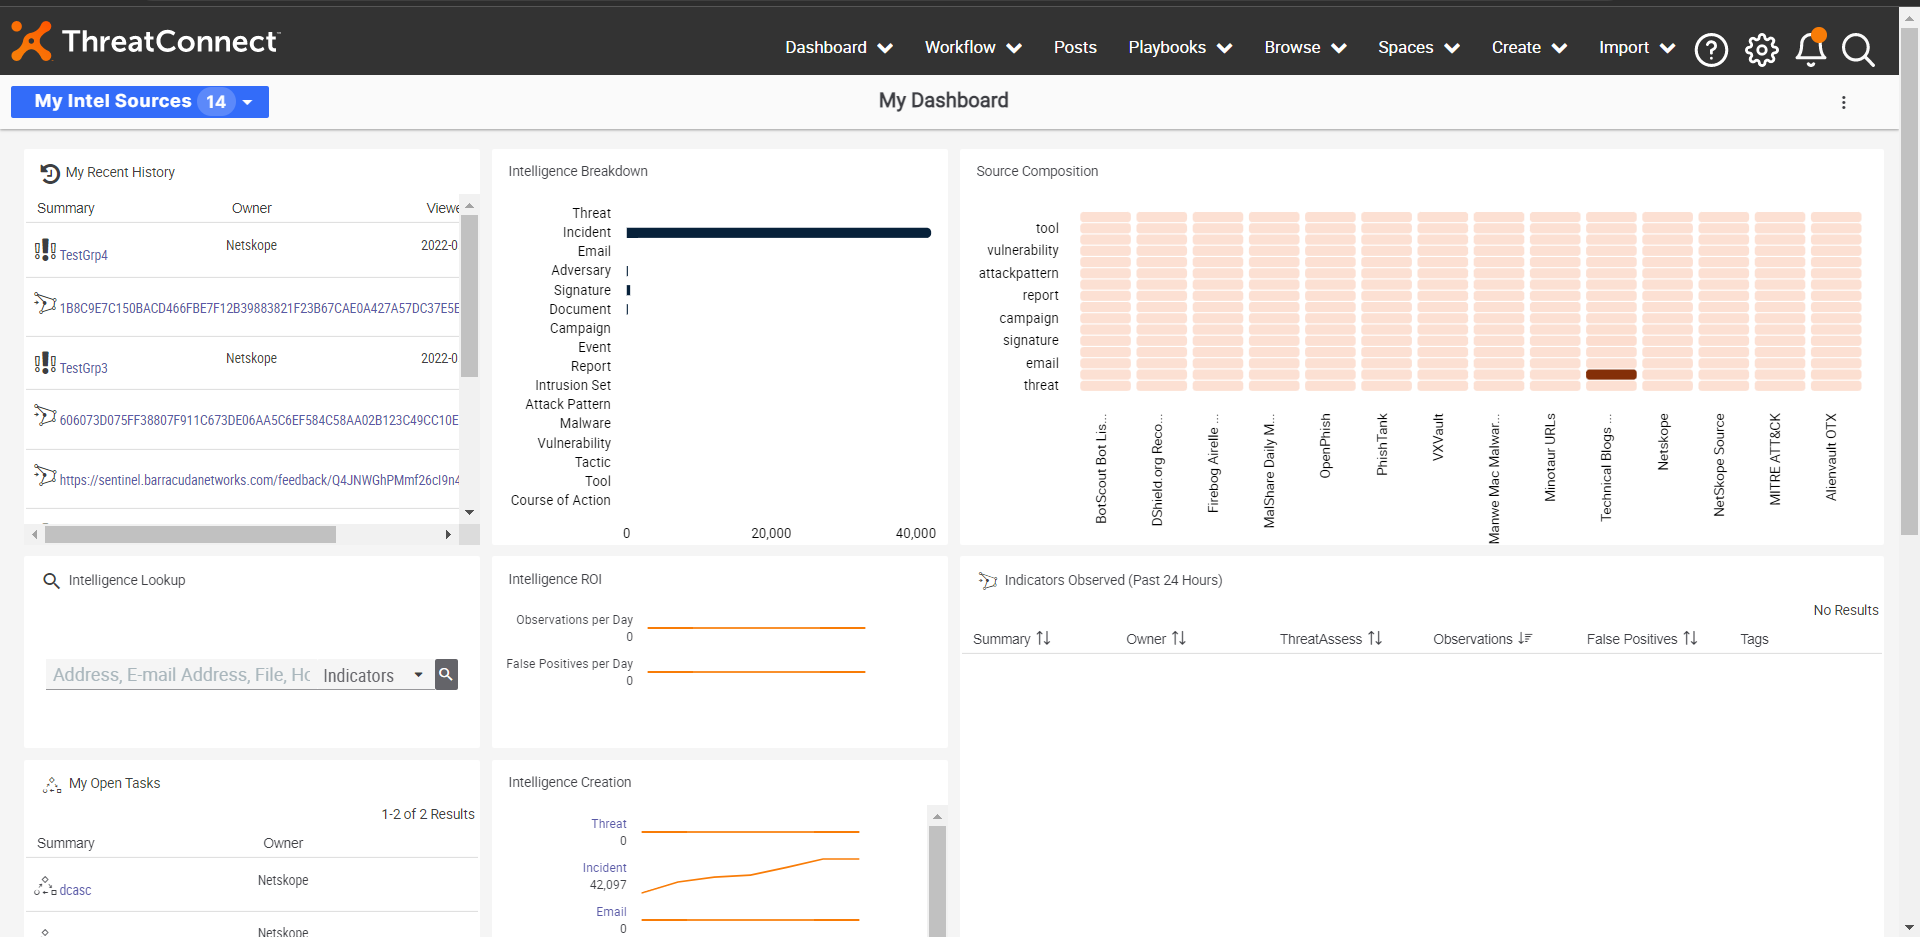 ThreatConnect™
Dashboard
Workflow
Posts
Playbooks
Browse
Spaces
Create
Import
My Intel Sources 14
My Dashboard
My Recent History
Summary Owner Viewe
TestGrp4 Netskope 2022-0
1B8C9E7C150BACD466FBE7F12B39883821F23B67CAE0A427A57DC37E5E
TestGrp3 Netskope 2022-0
606073D075FF38807F911C673DE06AA5C6EF584C58AA02B123C49CC10E
https://sentinel.barracudanetworks.com/feedback/Q4JNWGhPMmf26cI9n4
Intelligence Breakdown
Threat
Incident
Email
Adversary
Signature
Document
Campaign
Event
Report
Intrusion Set
Attack Pattern
Malware
Vulnerability
Tactic
Tool
Course of Action
0 20,000 40,000
Source Composition
tool
vulnerability
attackpattern
report
campaign
signature
email
threat
BotScout Bot Lis...
DShield.org Reco...
Firebog Airelle...
MalShare Daily M...
OpenPhish
PhishTank
VXVault
Manwe Mac Malwar...
Minotaur URLs
Technical Blogs ...
Netskope
NetSkope Source
MITRE ATT&CK
Alienvault OTX
Intelligence Lookup
Address, E-mail Address, File, Hc Indicators
Intelligence ROI
Observations per Day
0
False Positives per Day
0
Indicators Observed (Past 24 Hours)
No Results
Summary Owner ThreatAssess Observations False Positives Tags
My Open Tasks
1-2 of 2 Results
Summary Owner
dcasc Netskope
Netskope
Intelligence Creation
Threat
0
Incident
42,097
Email
0